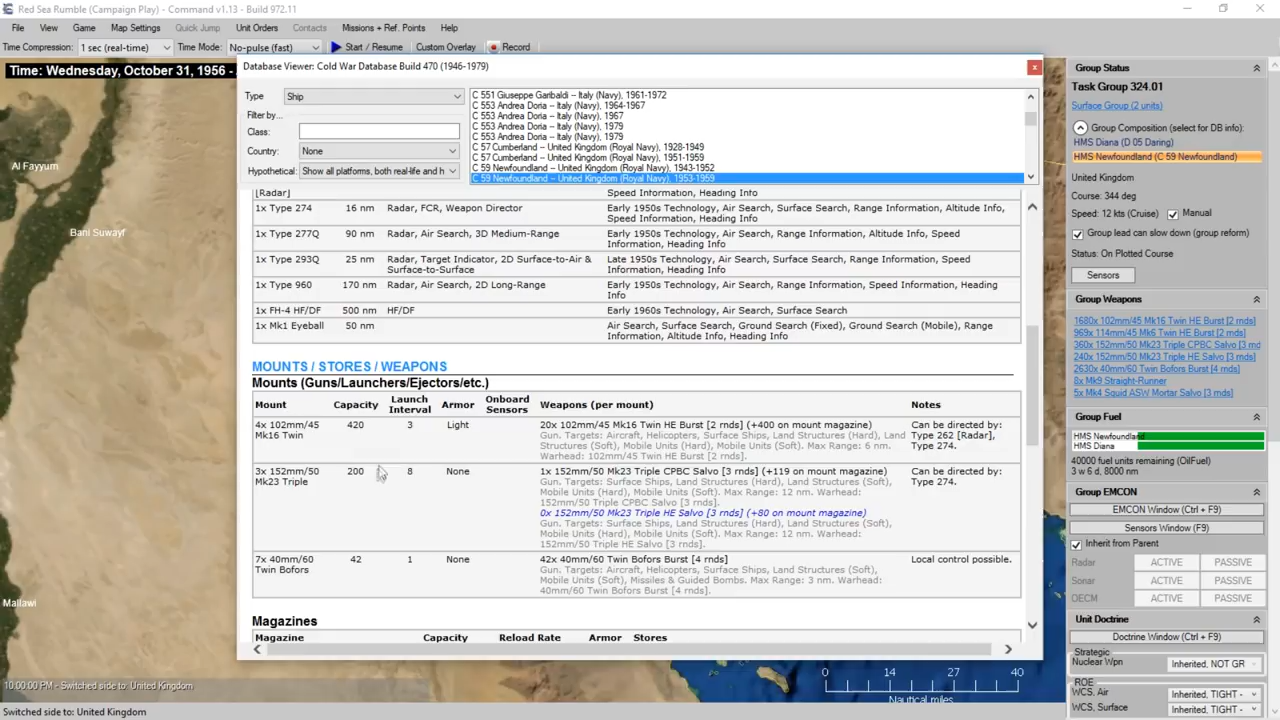 Red Sea Rumble (Campaign Play) - Command v1.13 - Build 972.11
File View Game Map Settings Quick Jump Unit Orders Contacts Missions + Ref. Points Help
Time Compression: 1 sec (real-time) Time Mode: No-pulse (fast) Start / Resume Custom Overlay Record
Time: Wednesday, October 31, 1956 -
Al Fayyum
Bani Suwayf
Mallawi
10:00:00 PM - Switched side to: United Kingdom
Switched side to: United Kingdom
Database Viewer: Cold War Database Build 470 (1946-1979)
Type Ship
Filter by...
Class:
Country: None
Hypothetical: Show all platforms, both real-life and h
C 551 Giuseppe Garibaldi -- Italy (Navy), 1961-1972
C 553 Andrea Doria -- Italy (Navy), 1964-1967
C 553 Andrea Doria -- Italy (Navy), 1967
C 553 Andrea Doria -- Italy (Navy), 1979
C 553 Andrea Doria -- Italy (Navy), 1979
C 57 Cumberland -- United Kingdom (Royal Navy), 1928-1949
C 57 Cumberland -- United Kingdom (Royal Navy), 1951-1959
C 59 Newfoundland -- United Kingdom (Royal Navy), 1943-1952
C 59 Newfoundland -- United Kingdom (Royal Navy), 1953-1959
[Radar] Speed Information, Heading Info
1x Type 274 16 nm Radar, FCR, Weapon Director Early 1950s Technology, Air Search, Surface Search, Range Information, Altitude Info,
Speed Information, Heading Info
1x Type 277Q 90 nm Radar, Air Search, 3D Medium-Range Early 1950s Technology, Air Search, Range Information, Altitude Info, Speed
Information, Heading Info
1x Type 293Q 25 nm Radar, Target Indicator, 2D Surface-to-Air & Late 1950s Technology, Air Search, Surface Search, Range Information, Speed
Surface-to-Surface Information, Heading Info
1x Type 960 170 nm Radar, Air Search, 2D Long-Range Early 1950s Technology, Air Search, Range Information, Speed Information, Heading
Info
1x FH-4 HF/DF 500 nm HF/DF Early 1960s Technology, Air Search, Surface Search
1x Mk1 Eyeball 50 nm Air Search, Surface Search, Ground Search (Fixed), Ground Search (Mobile), Range
Information, Altitude Info, Heading Info
MOUNTS / STORES / WEAPONS
Mounts (Guns/Launchers/Ejectors/etc.)
Mount Capacity Launch Interval Armor Onboard Sensors Weapons (per mount) Notes
4x 102mm/45 420 3 Light 20x 102mm/45 Mk16 Twin HE Burst [2 rnds] (+400 on mount magazine) Can be directed by:
Mk16 Twin Gun. Targets: Aircraft, Helicopters, Surface Ships, Land Structures (Hard), Land Type 262 [Radar],
Structures (Soft), Mobile Units (Hard), Mobile Units (Soft). Max Range: 6 nm. Type 274.
Warhead: 102mm/45 Twin HE Burst [2 rnds].
3x 152mm/50 200 8 None 1x 152mm/50 Mk23 Triple CPBC Salvo [3 rnds] (+119 on mount magazine) Can be directed by:
Mk23 Triple Gun. Targets: Surface Ships, Land Structures (Hard), Land Structures (Soft), Type 274.
Mobile Units (Hard), Mobile Units (Soft). Max Range: 12 nm. Warhead:
152mm/50 Triple CPBC Salvo [3 rnds].
0x 152mm/50 Mk23 Triple HE Salvo [3 rnds] (+80 on mount magazine)
Gun. Targets: Surface Ships, Land Structures (Hard), Land Structures (Soft),
Mobile Units (Hard), Mobile Units (Soft). Max Range: 12 nm. Warhead:
152mm/50 Triple HE Salvo [3 rnds].
7x 40mm/60 42 1 None 42x 40mm/60 Twin Bofors Burst [4 rnds] Local control possible.
Twin Bofors Gun. Targets: Aircraft, Helicopters, Surface Ships, Land Structures (Soft),
Mobile Units (Soft), Missiles & Guided Bombs. Max Range: 3 nm. Warhead:
40mm/60 Twin Bofors Burst [4 rnds].
Magazines
Magazine Capacity Reload Rate Armor Stores
0 13 27 40
Nautical miles
Group Status
Task Group 324.01
Surface Group (2 units)
Group Composition (select for DB info):
HMS Diana (D 05 Daring)
HMS Newfoundland (C 59 Newfoundland)
United Kingdom
Course: 344 deg
Speed: 12 kts (Cruise) Manual
Group lead can slow down (group reform)
Status: On Plotted Course
Sensors
Group Weapons
1680x 102mm/45 Mk16 Twin HE Burst [2 rnds]
969x 114mm/45 Mk6 Twin HE Burst [2 rnds]
360x 152mm/50 Mk23 Triple CPBC Salvo [3 rnd
240x 152mm/50 Mk23 Triple HE Salvo [3 rnds]
2630x 40mm/60 Twin Bofors Burst [4 rnds]
8x Mk9 Straight-Runner
5x Mk4 Squid ASW Mortar Salvo [3 rnds]
Group Fuel
HMS Newfoundland
HMS Diana
40000 fuel units remaining (OilFuel)
3 w 6 d, 8000 nm
Group EMCON
EMCON Window (Ctrl + F9)
Sensors Window (F9)
Inherit from Parent
Radar ACTIVE PASSIVE
Sonar ACTIVE PASSIVE
OECM ACTIVE PASSIVE
Unit Doctrine
Doctrine Window (Ctrl + F9)
Strategic
Nuclear Wpn Inherited, NOT GR
ROE
WCS, Air Inherited, TIGHT -
WCS, Surface Inherited, TIGHT -